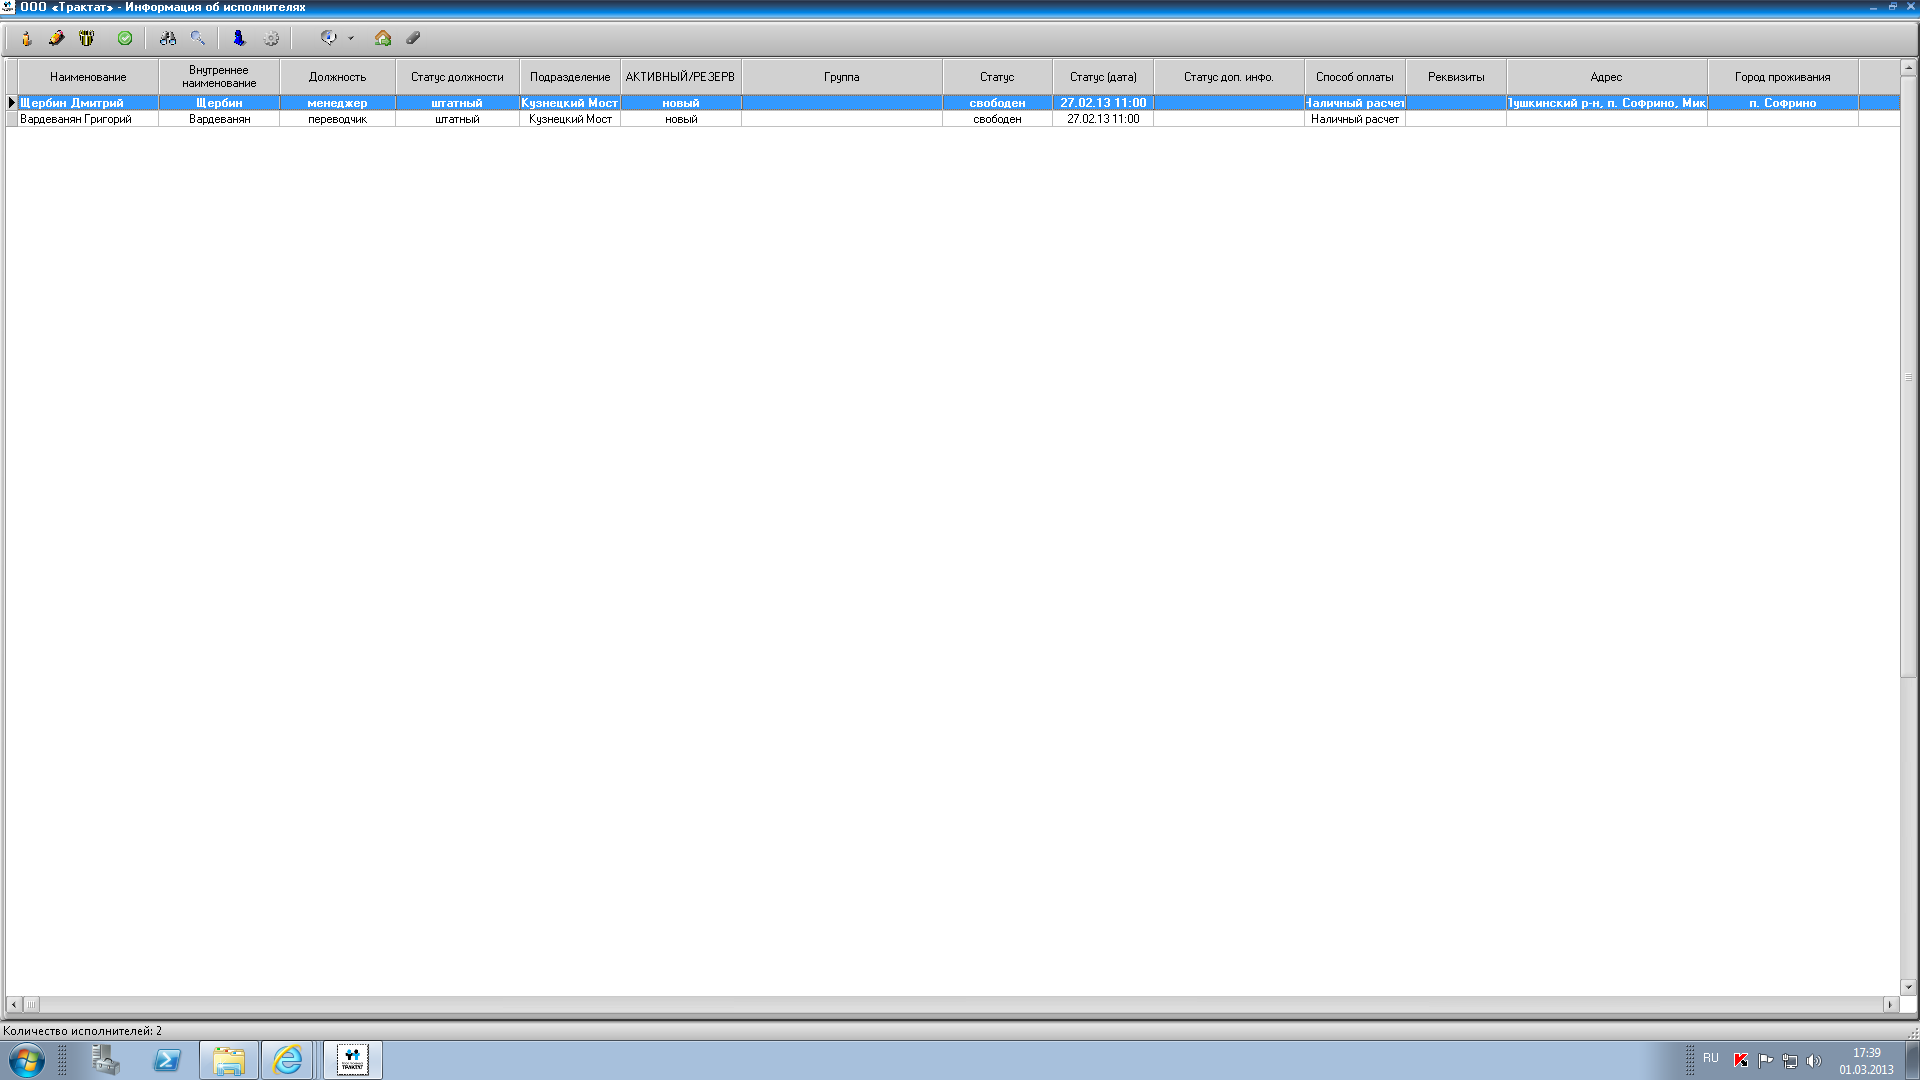 ООО «Трактат» - Информация об исполнителях
Наименование Внутреннее наименование Должность Статус должности Подразделение АКТИВНЫЙ/РЕЗЕРВ Группа Статус Статус (дата) Статус доп. инфо. Способ оплаты Реквизиты Адрес Город проживания
Щербин Дмитрий Щербин менеджер штатный Кузнецкий Мост новый свободен 27.02.13 11:00 Наличный расчет Пушкинский р-н, п. Софрино, Мик п. Софрино
Вардеванян Григорий Вардеванян переводчик штатный Кузнецкий Мост новый свободен 27.02.13 11:00 Наличный расчет
Количество исполнителей: 2
ТРАКТАТ
RU
17:39
01.03.2013